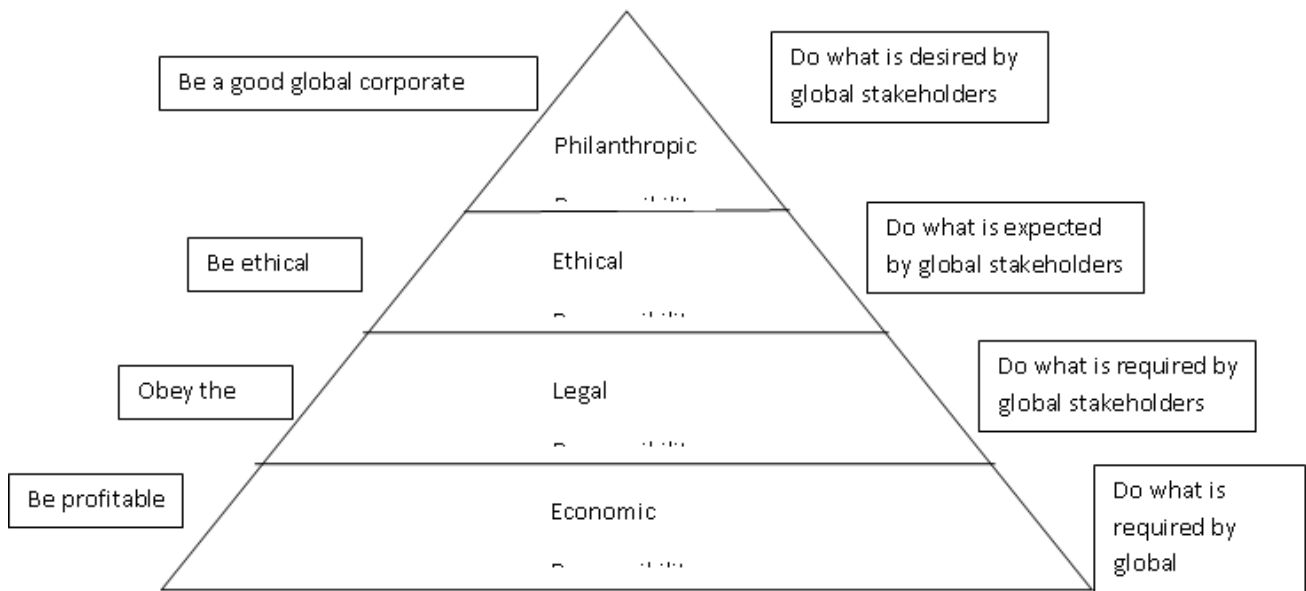 Be a good global corporate
Do what is desired by
global stakeholders
Philanthropic
Be ethical
Ethical
Do what is expected
by global stakeholders
Obey the
Legal
Do what is required by
global stakeholders
Be profitable
Economic
Do what is
required by
global